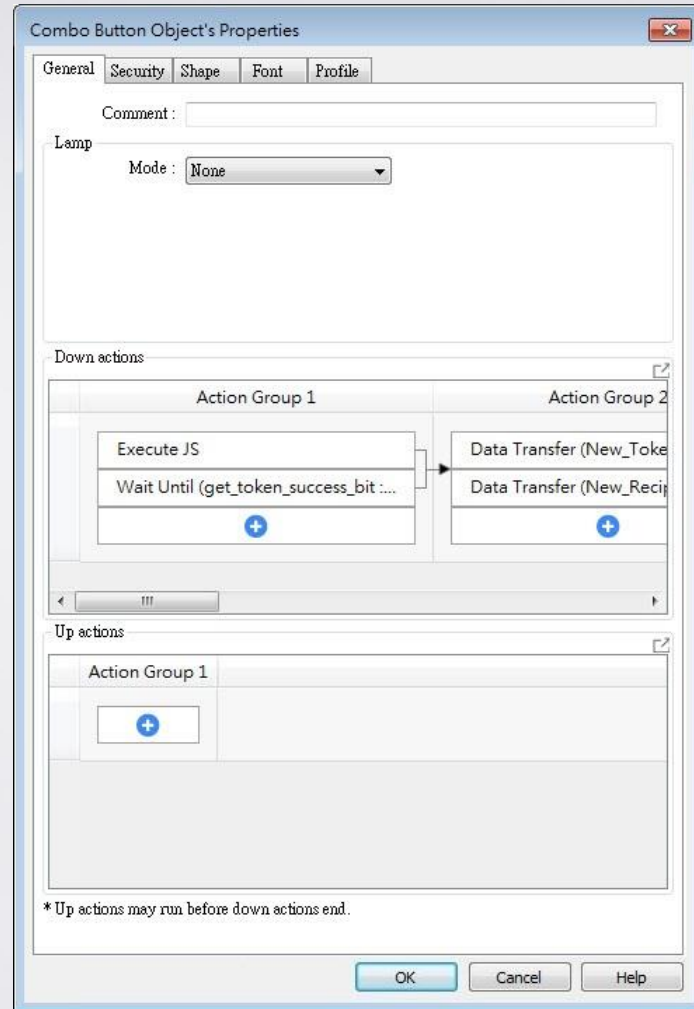 Combo Button Object's Properties
General Security Shape Font Profile
Comment :
Lamp
Mode : None
Down actions
Action Group 1 Action Group 2
Execute JS Data Transfer (New_Toke
Wait Until (get_token_success_bit :... Data Transfer (New_Recip
Up actions
Action Group 1
* Up actions may run before down actions end.
OK Cancel Help